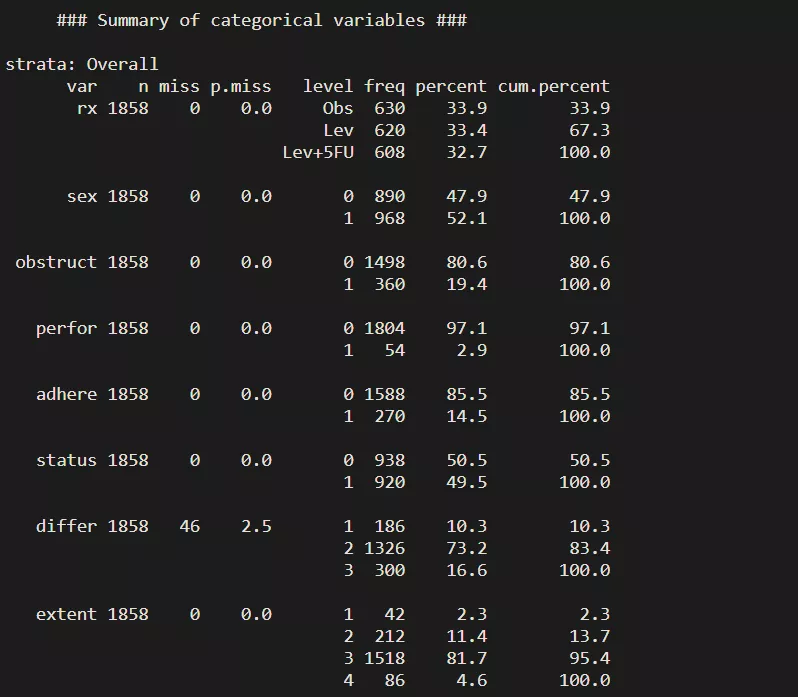 ### Summary of categorical variables ###
strata: Overall
var n miss p.miss level freq percent cum.percent
rx 1858 0 0.0 Obs 630 33.9 33.9
Lev 620 33.4 67.3
Lev+5FU 608 32.7 100.0
sex 1858 0 0.0 0 890 47.9 47.9
1 968 52.1 100.0
obstruct 1858 0 0.0 0 1498 80.6 80.6
1 360 19.4 100.0
perfor 1858 0 0.0 0 1804 97.1 97.1
1 54 2.9 100.0
adhere 1858 0 0.0 0 1588 85.5 85.5
1 270 14.5 100.0
status 1858 0 0.0 0 938 50.5 50.5
1 920 49.5 100.0
differ 1858 46 2.5 1 186 10.3 10.3
2 1326 73.2 83.4
3 300 16.6 100.0
extent 1858 0 0.0 1 42 2.3 2.3
2 212 11.4 13.7
3 1518 81.7 95.4
4 86 4.6 100.0